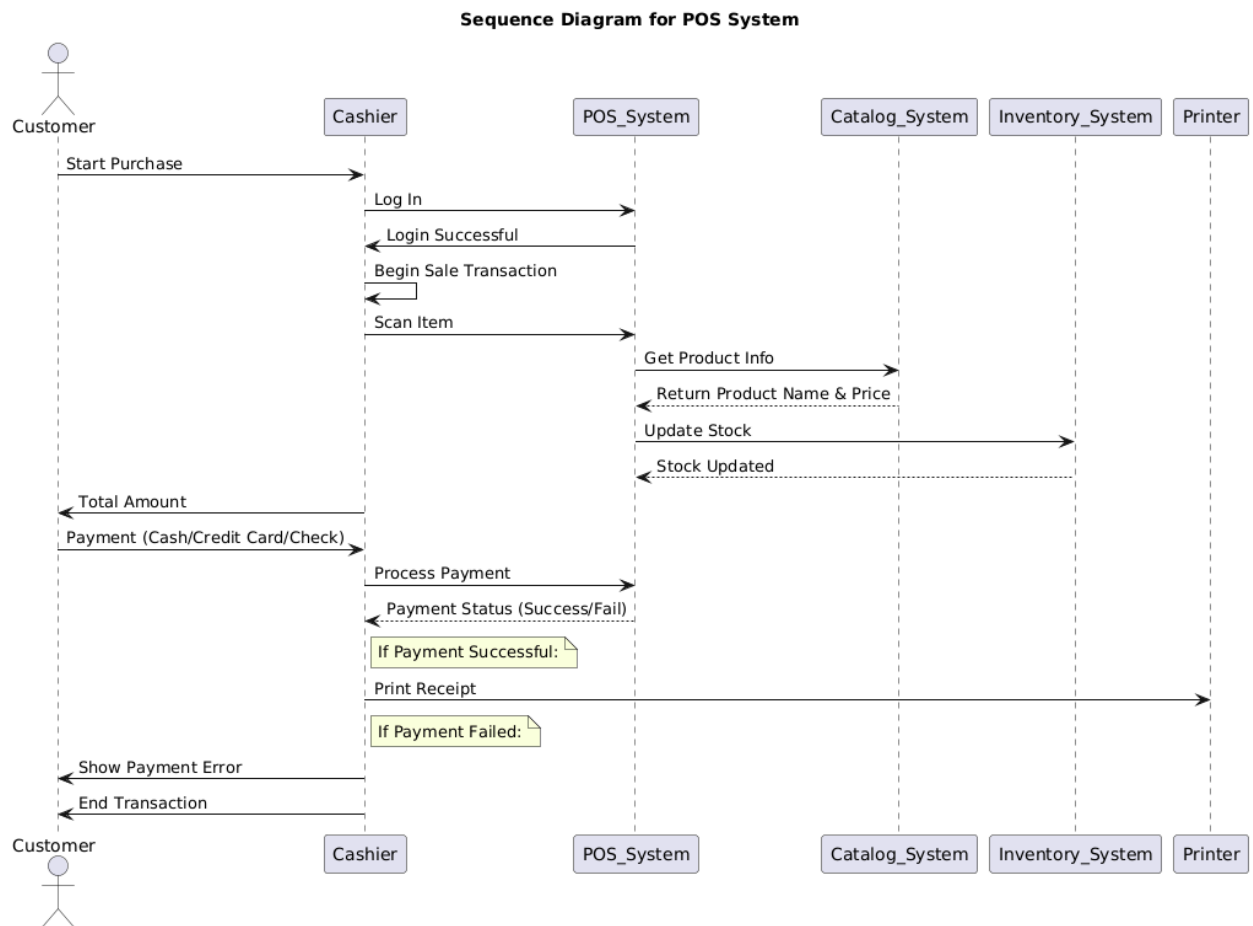 Sequence Diagram for POS System
Customer
Cashier
POS_System
Catalog_System
Inventory_System
Printer
Start Purchase
Log In
Login Successful
Begin Sale Transaction
Scan Item
Get Product Info
Return Product Name & Price
Update Stock
Stock Updated
Total Amount
Payment (Cash/Credit Card/Check)
Process Payment
Payment Status (Success/Fail)
If Payment Successful:
Print Receipt
If Payment Failed:
Show Payment Error
End Transaction
Customer
Cashier
POS_System
Catalog_System
Inventory_System
Printer